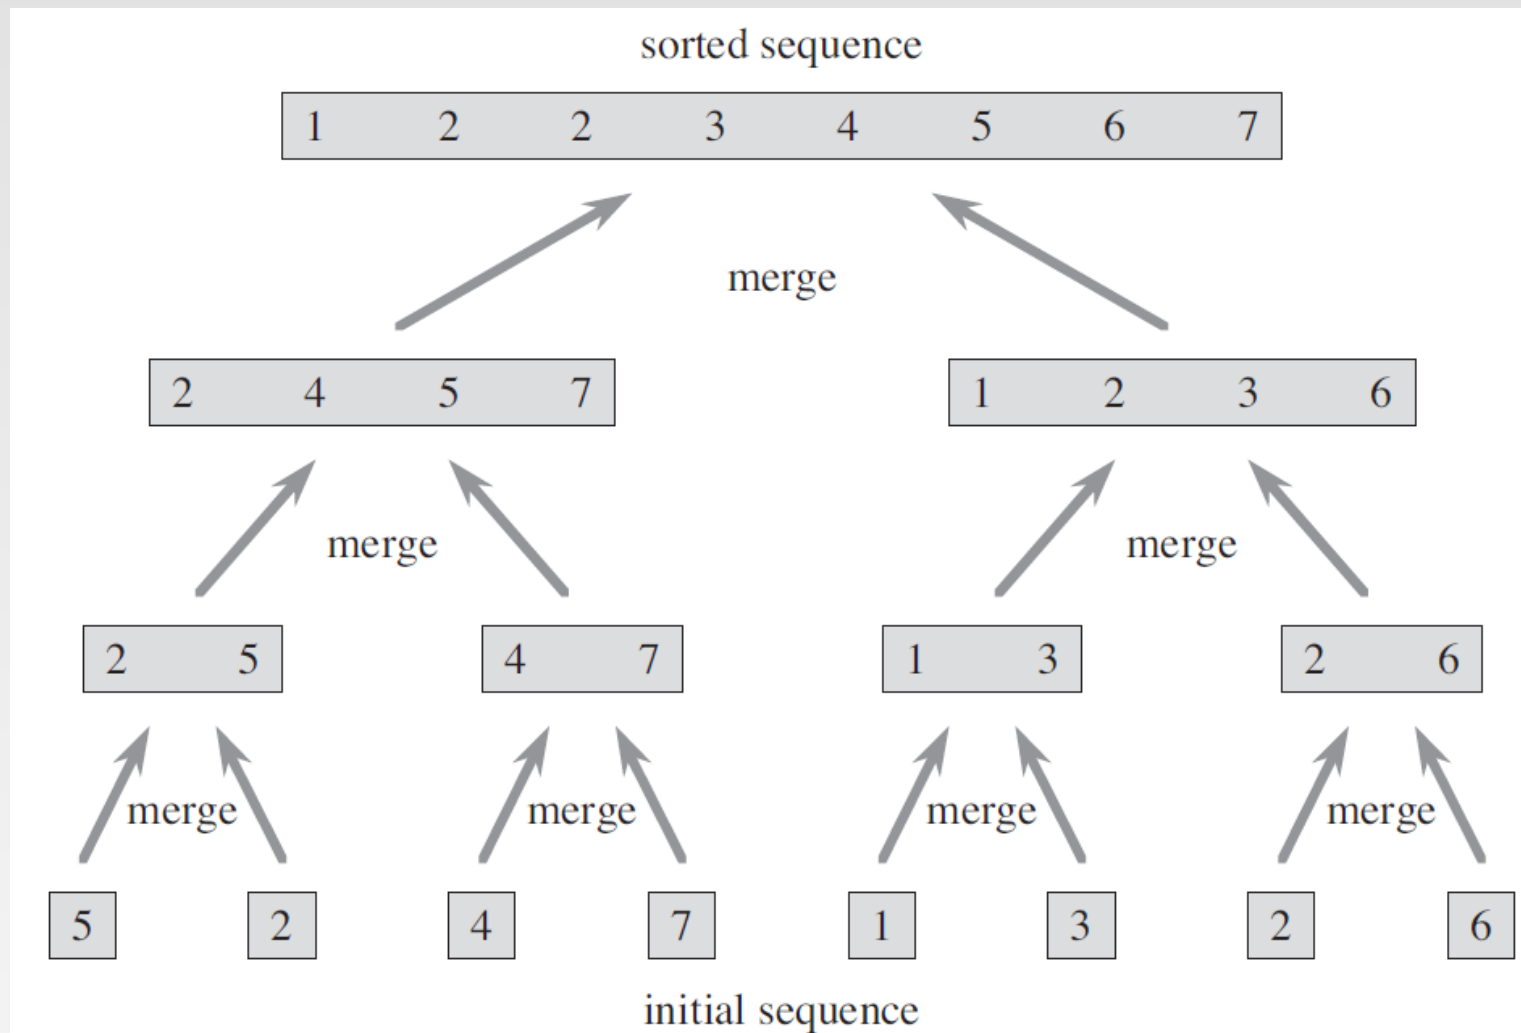 sorted sequence
1 2 2 3 4 5 6 7
merge
2 4 5 7 1 2 3 6
merge merge
2 5 4 7 1 3 2 6
merge merge merge merge
5 2 4 7 1 3 2 6
initial sequence